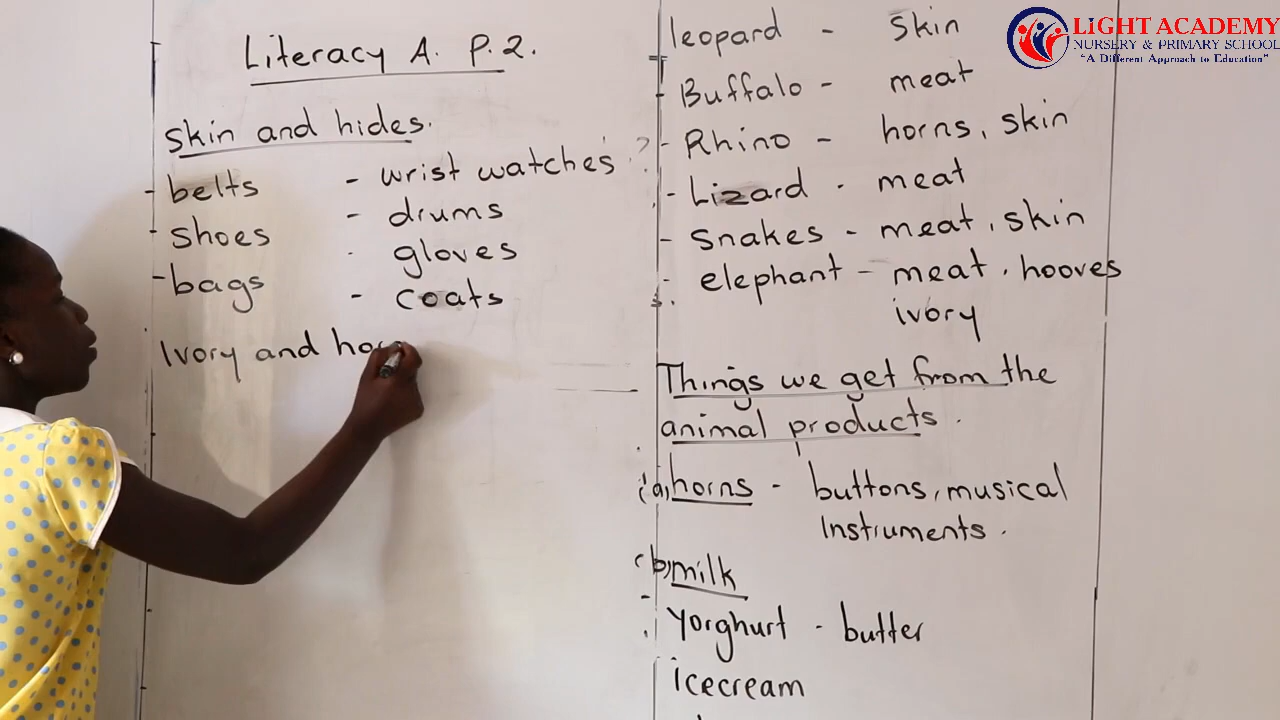 Literacy A. P.2.
Skin and hides.
- belts - wrist watches
- shoes - drums
- bags - gloves
- coats
Ivory and hor
leopard - Skin
- Buffalo - meat
- Rhino - horns, skin
- Lizard - meat
- Snakes - meat, skin
- elephant - meat, hooves
ivory
Things we get from the
animal products.
(a) horns - buttons, musical
Instruments.
(b) milk
- Yorghurt - butter
icecream
LIGHT ACADEMY
NURSERY & PRIMARY SCHOOL
"A Different Approach to Education"